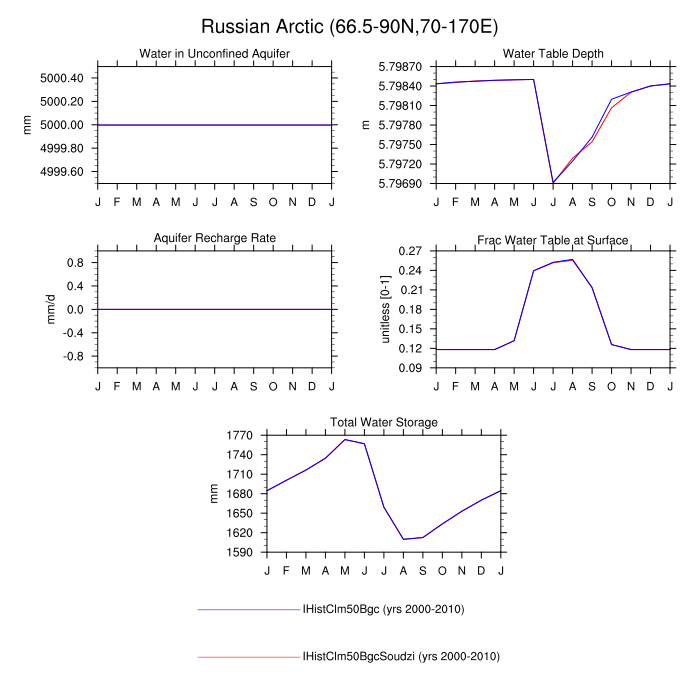 Russian Arctic (66.5-90N,70-170E)
Water in Unconfined Aquifer
5000.40
5000.20
5000.00
4999.80
4999.60
mm
J F M A M J J A S O N D J
Water Table Depth
5.79870
5.79840
5.79810
5.79780
5.79750
5.79720
5.79690
m
J F M A M J J A S O N D J
Aquifer Recharge Rate
0.8
0.4
0.0
-0.4
-0.8
mm/d
J F M A M J J A S O N D J
Frac Water Table at Surface
0.27
0.24
0.21
0.18
0.15
0.12
0.09
unitless [0-1]
J F M A M J J A S O N D J
Total Water Storage
1770
1740
1710
1680
1650
1620
1590
mm
J F M A M J J A S O N D J
IHistClm50Bgc (yrs 2000-2010)
IHistClm50BgcSoudzi (yrs 2000-2010)